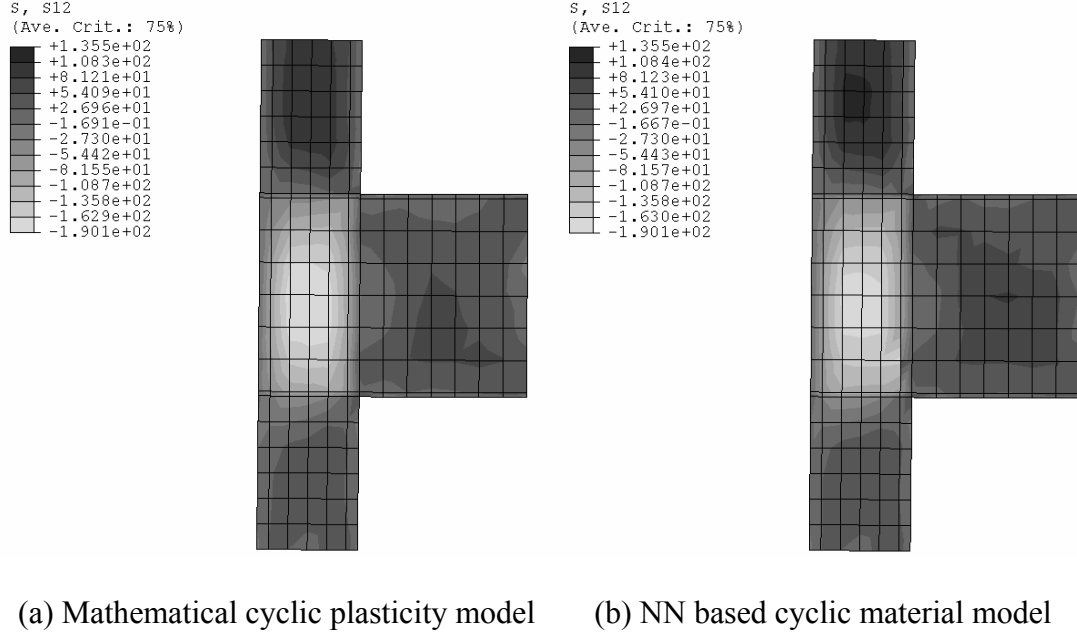 S, S12
(Ave. Crit.: 75%)
+1.355e+02
+1.083e+02
+8.121e+01
+5.409e+01
+2.696e+01
-1.691e-01
-2.730e+01
-5.442e+01
-8.155e+01
-1.087e+02
-1.358e+02
-1.629e+02
-1.901e+02
S, S12
(Ave. Crit.: 75%)
+1.355e+02
+1.084e+02
+8.123e+01
+5.410e+01
+2.697e+01
-1.667e-01
-2.730e+01
-5.443e+01
-8.157e+01
-1.087e+02
-1.358e+02
-1.630e+02
-1.901e+02
(a) Mathematical cyclic plasticity model
(b) NN based cyclic material model